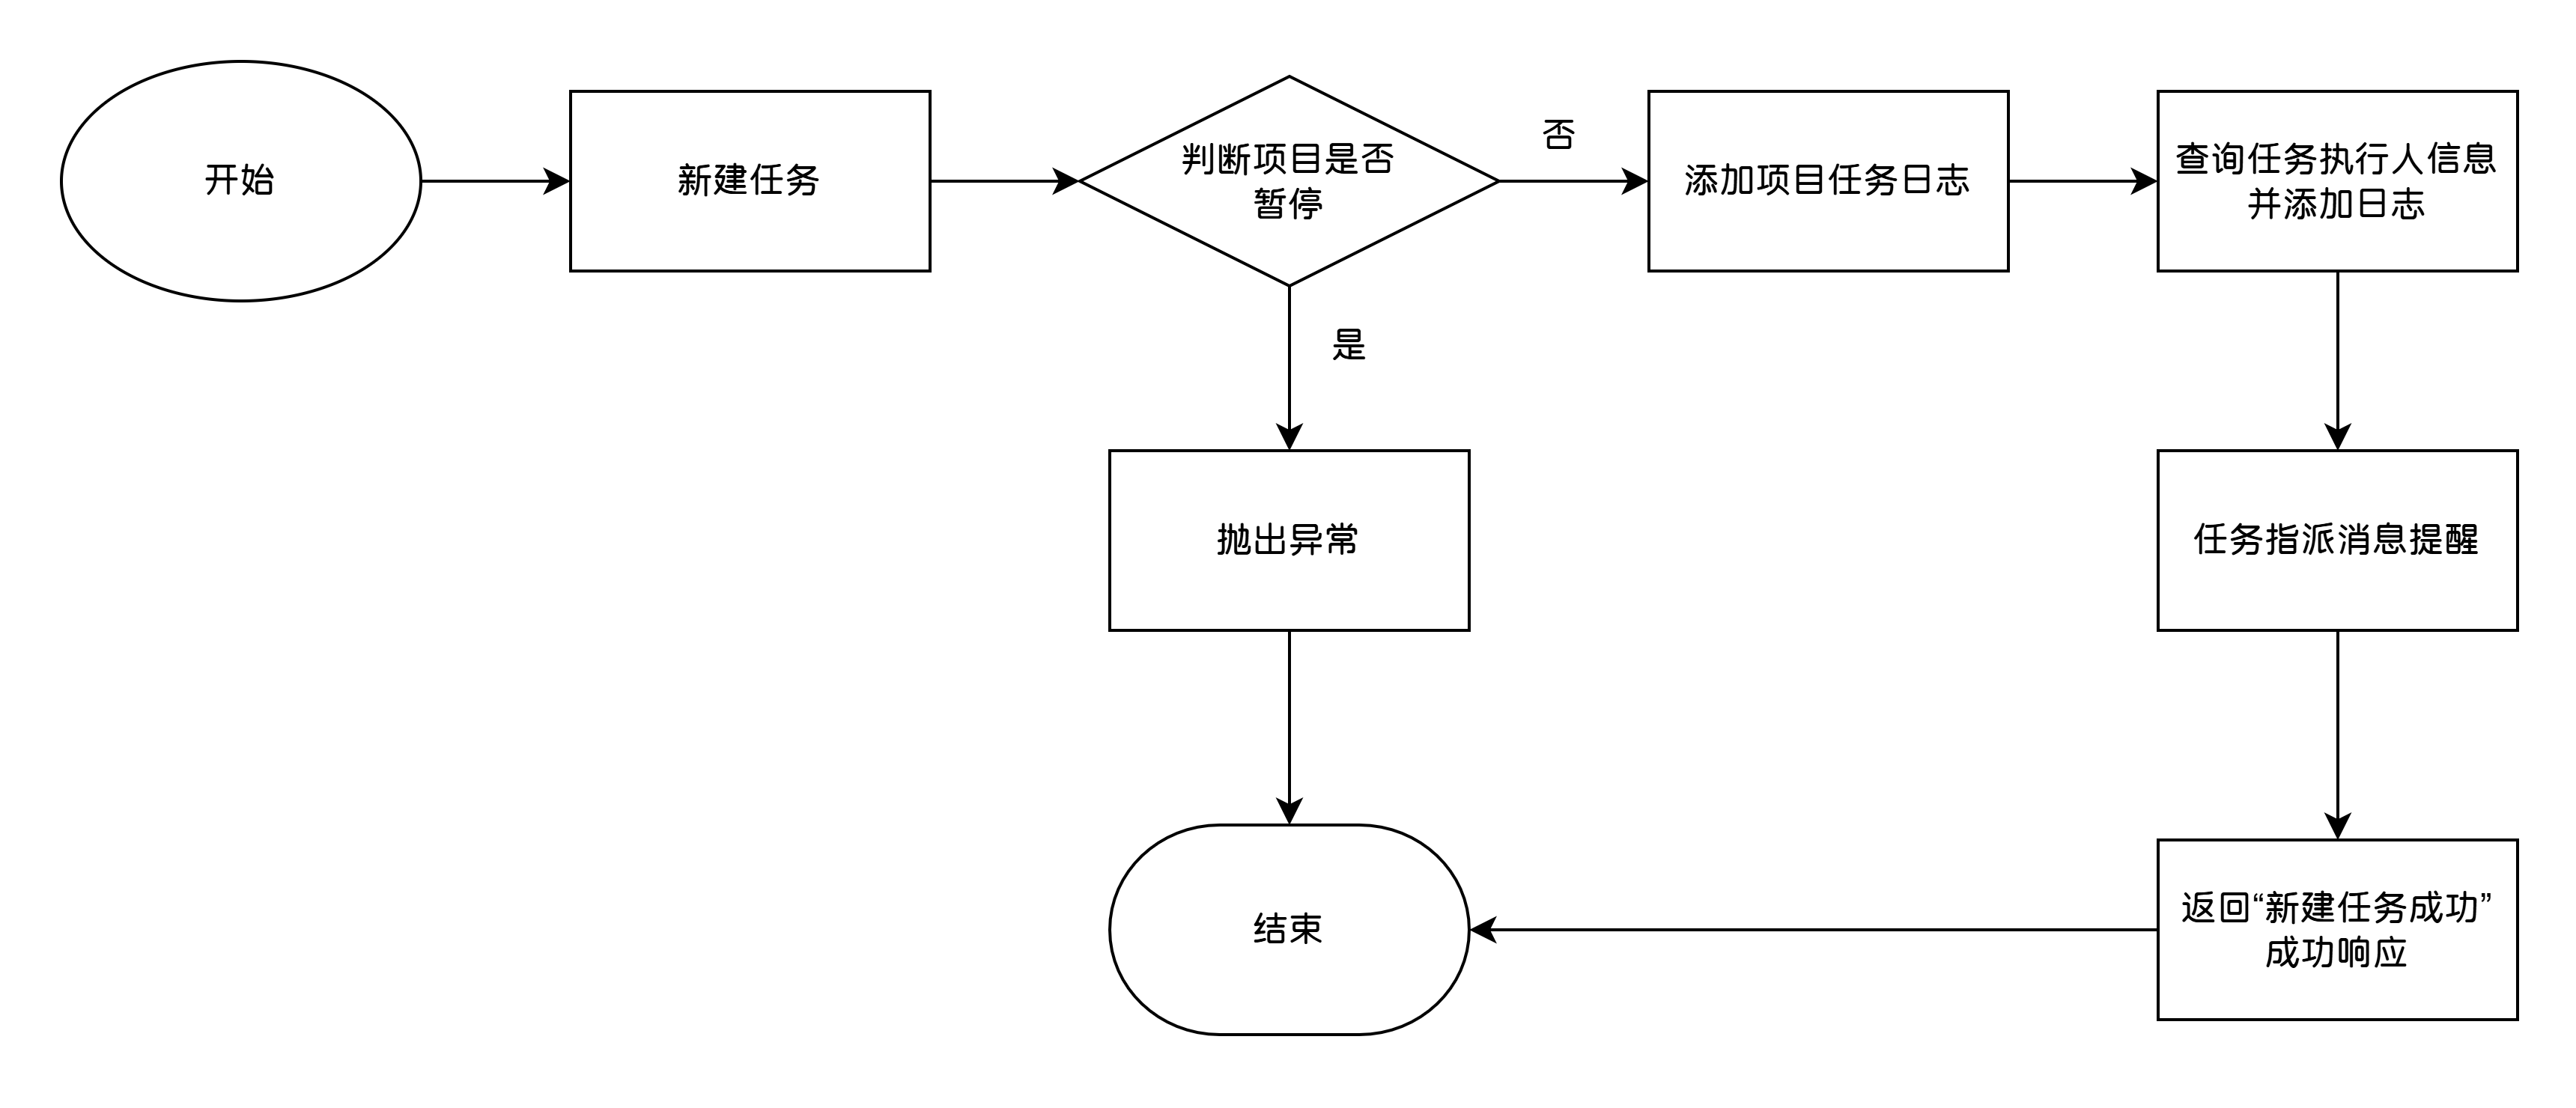 开始
新建任务
判断项目是否
暂停
否
添加项目任务日志
查询任务执行人信息
并添加日志
是
抛出异常
任务指派消息提醒
结束
返回“新建任务成功”
成功响应